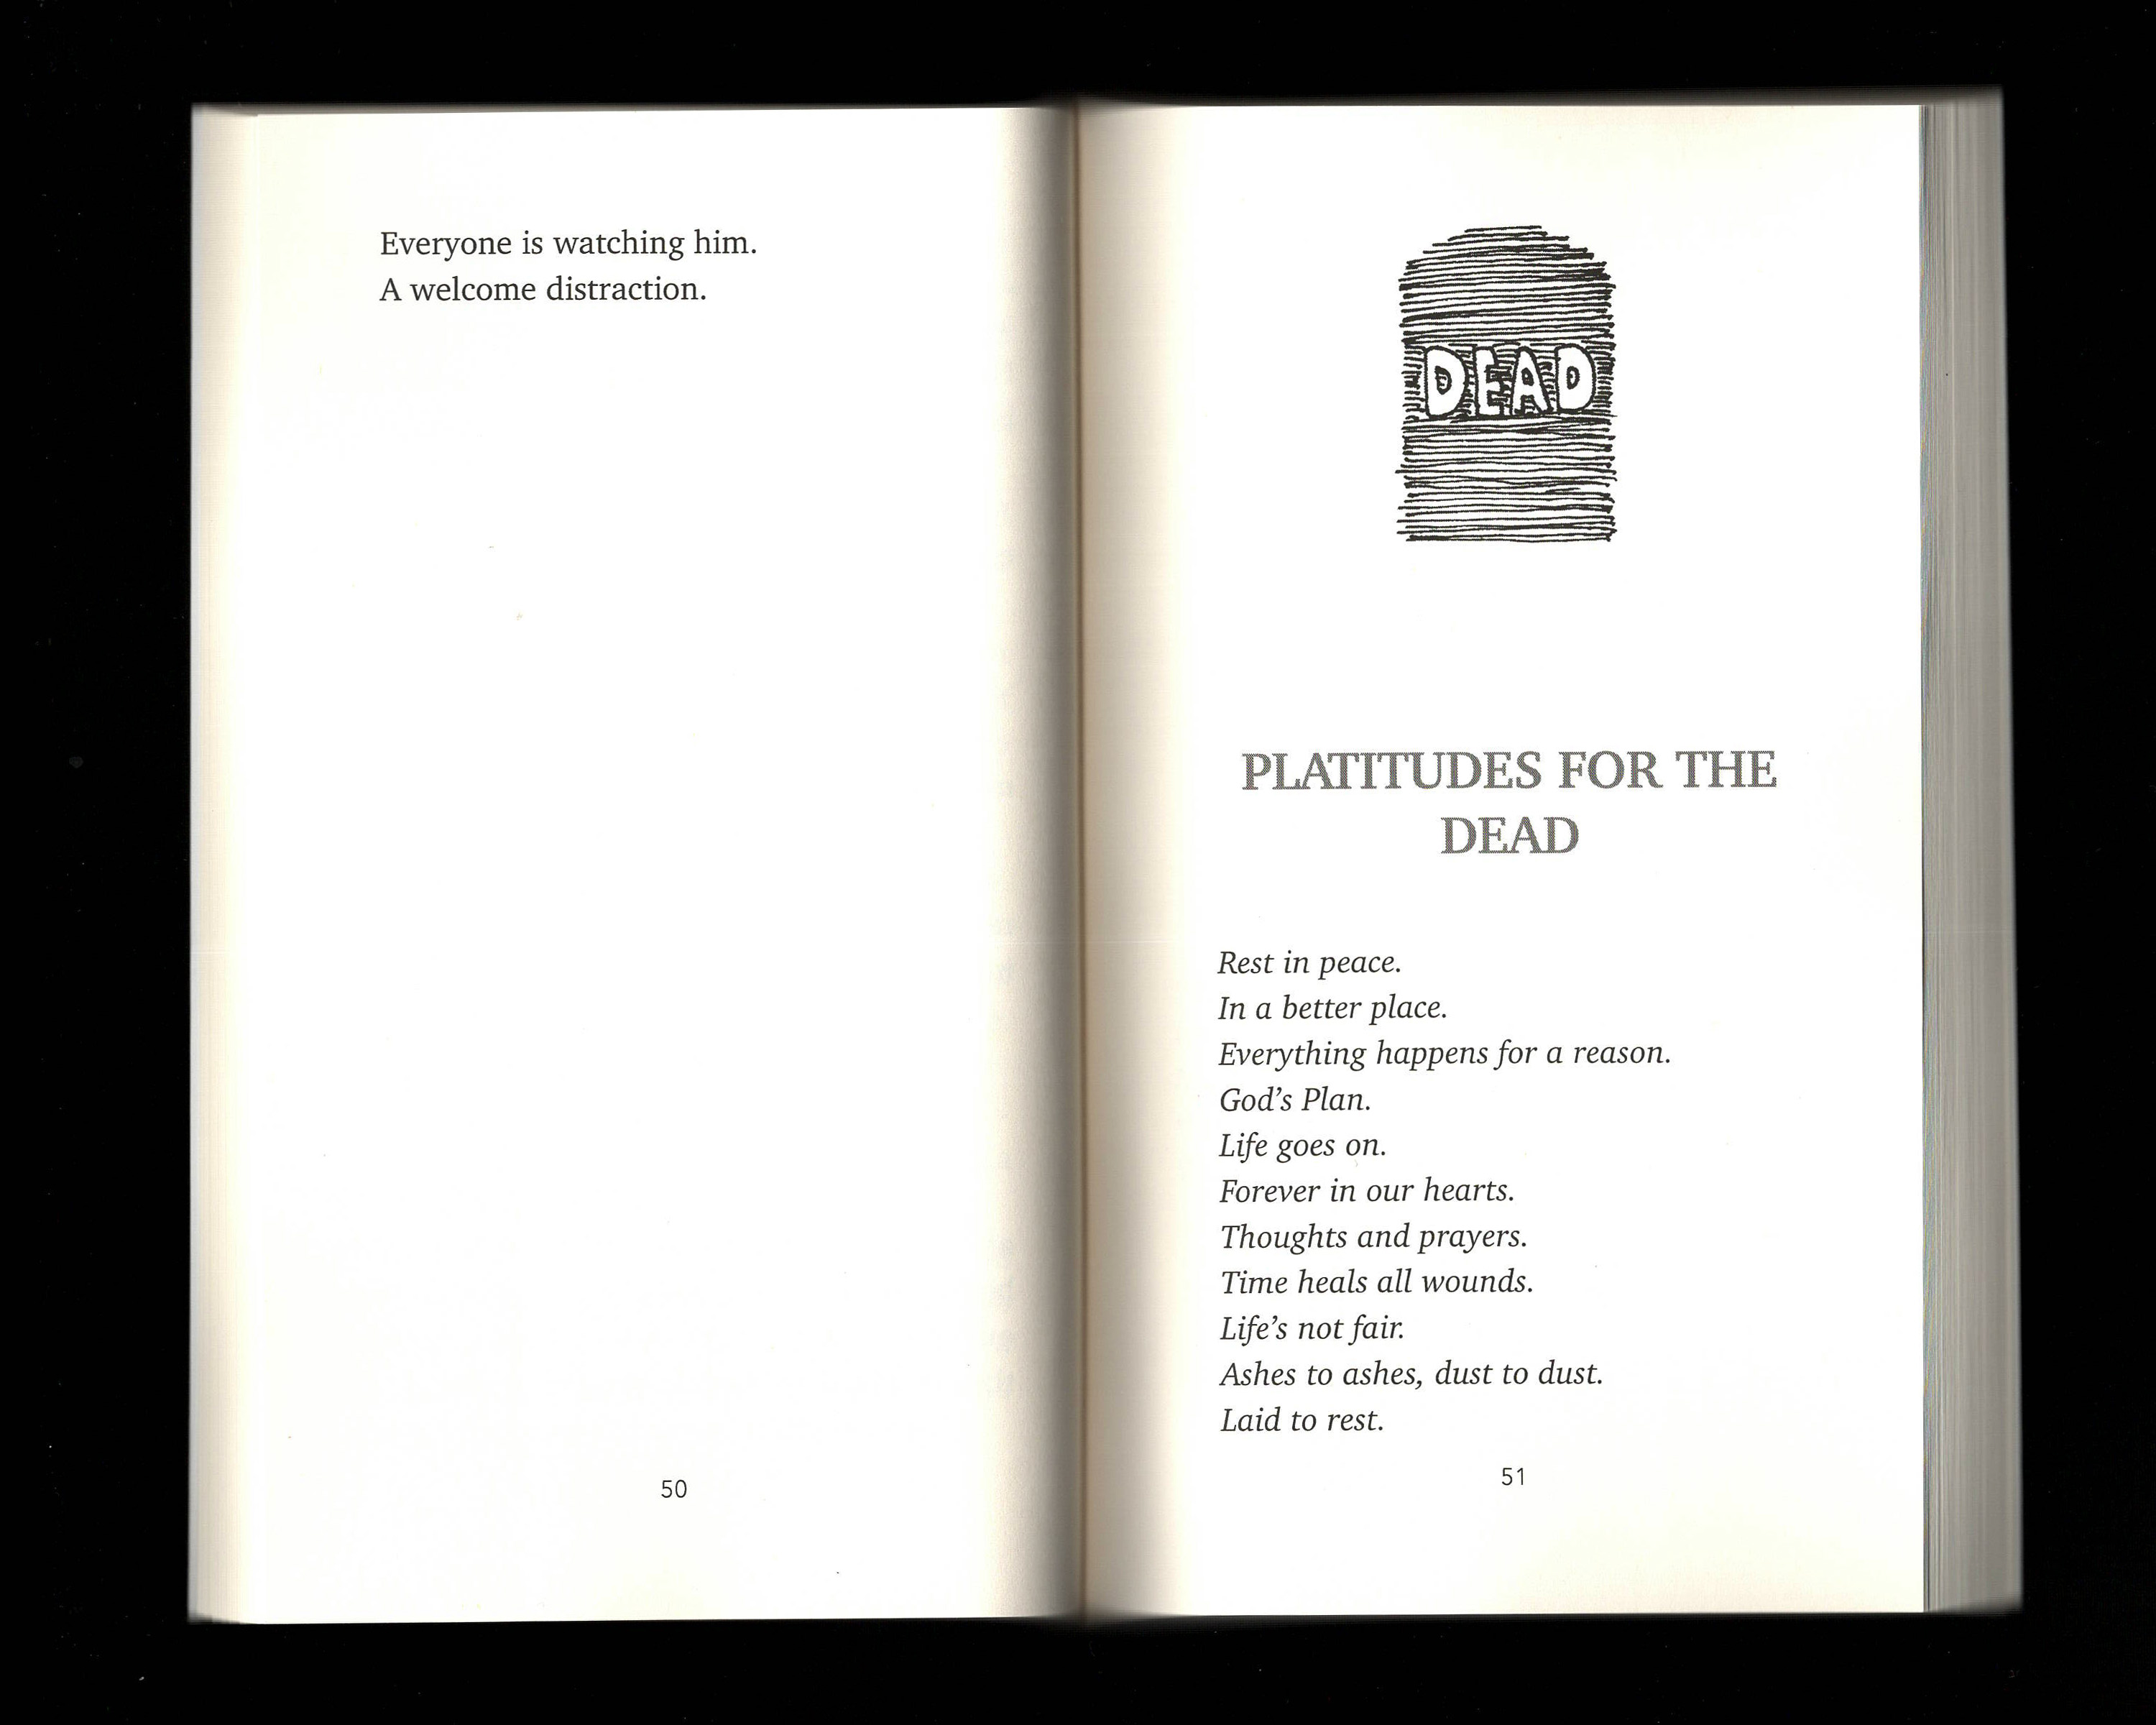 Everyone is watching him.
A welcome distraction.
50
DEAD
PLATITUDES FOR THE
DEAD
Rest in peace.
In a better place.
Everything happens for a reason.
God’s Plan.
Life goes on.
Forever in our hearts.
Thoughts and prayers.
Time heals all wounds.
Life’s not fair.
Ashes to ashes, dust to dust.
Laid to rest.
51